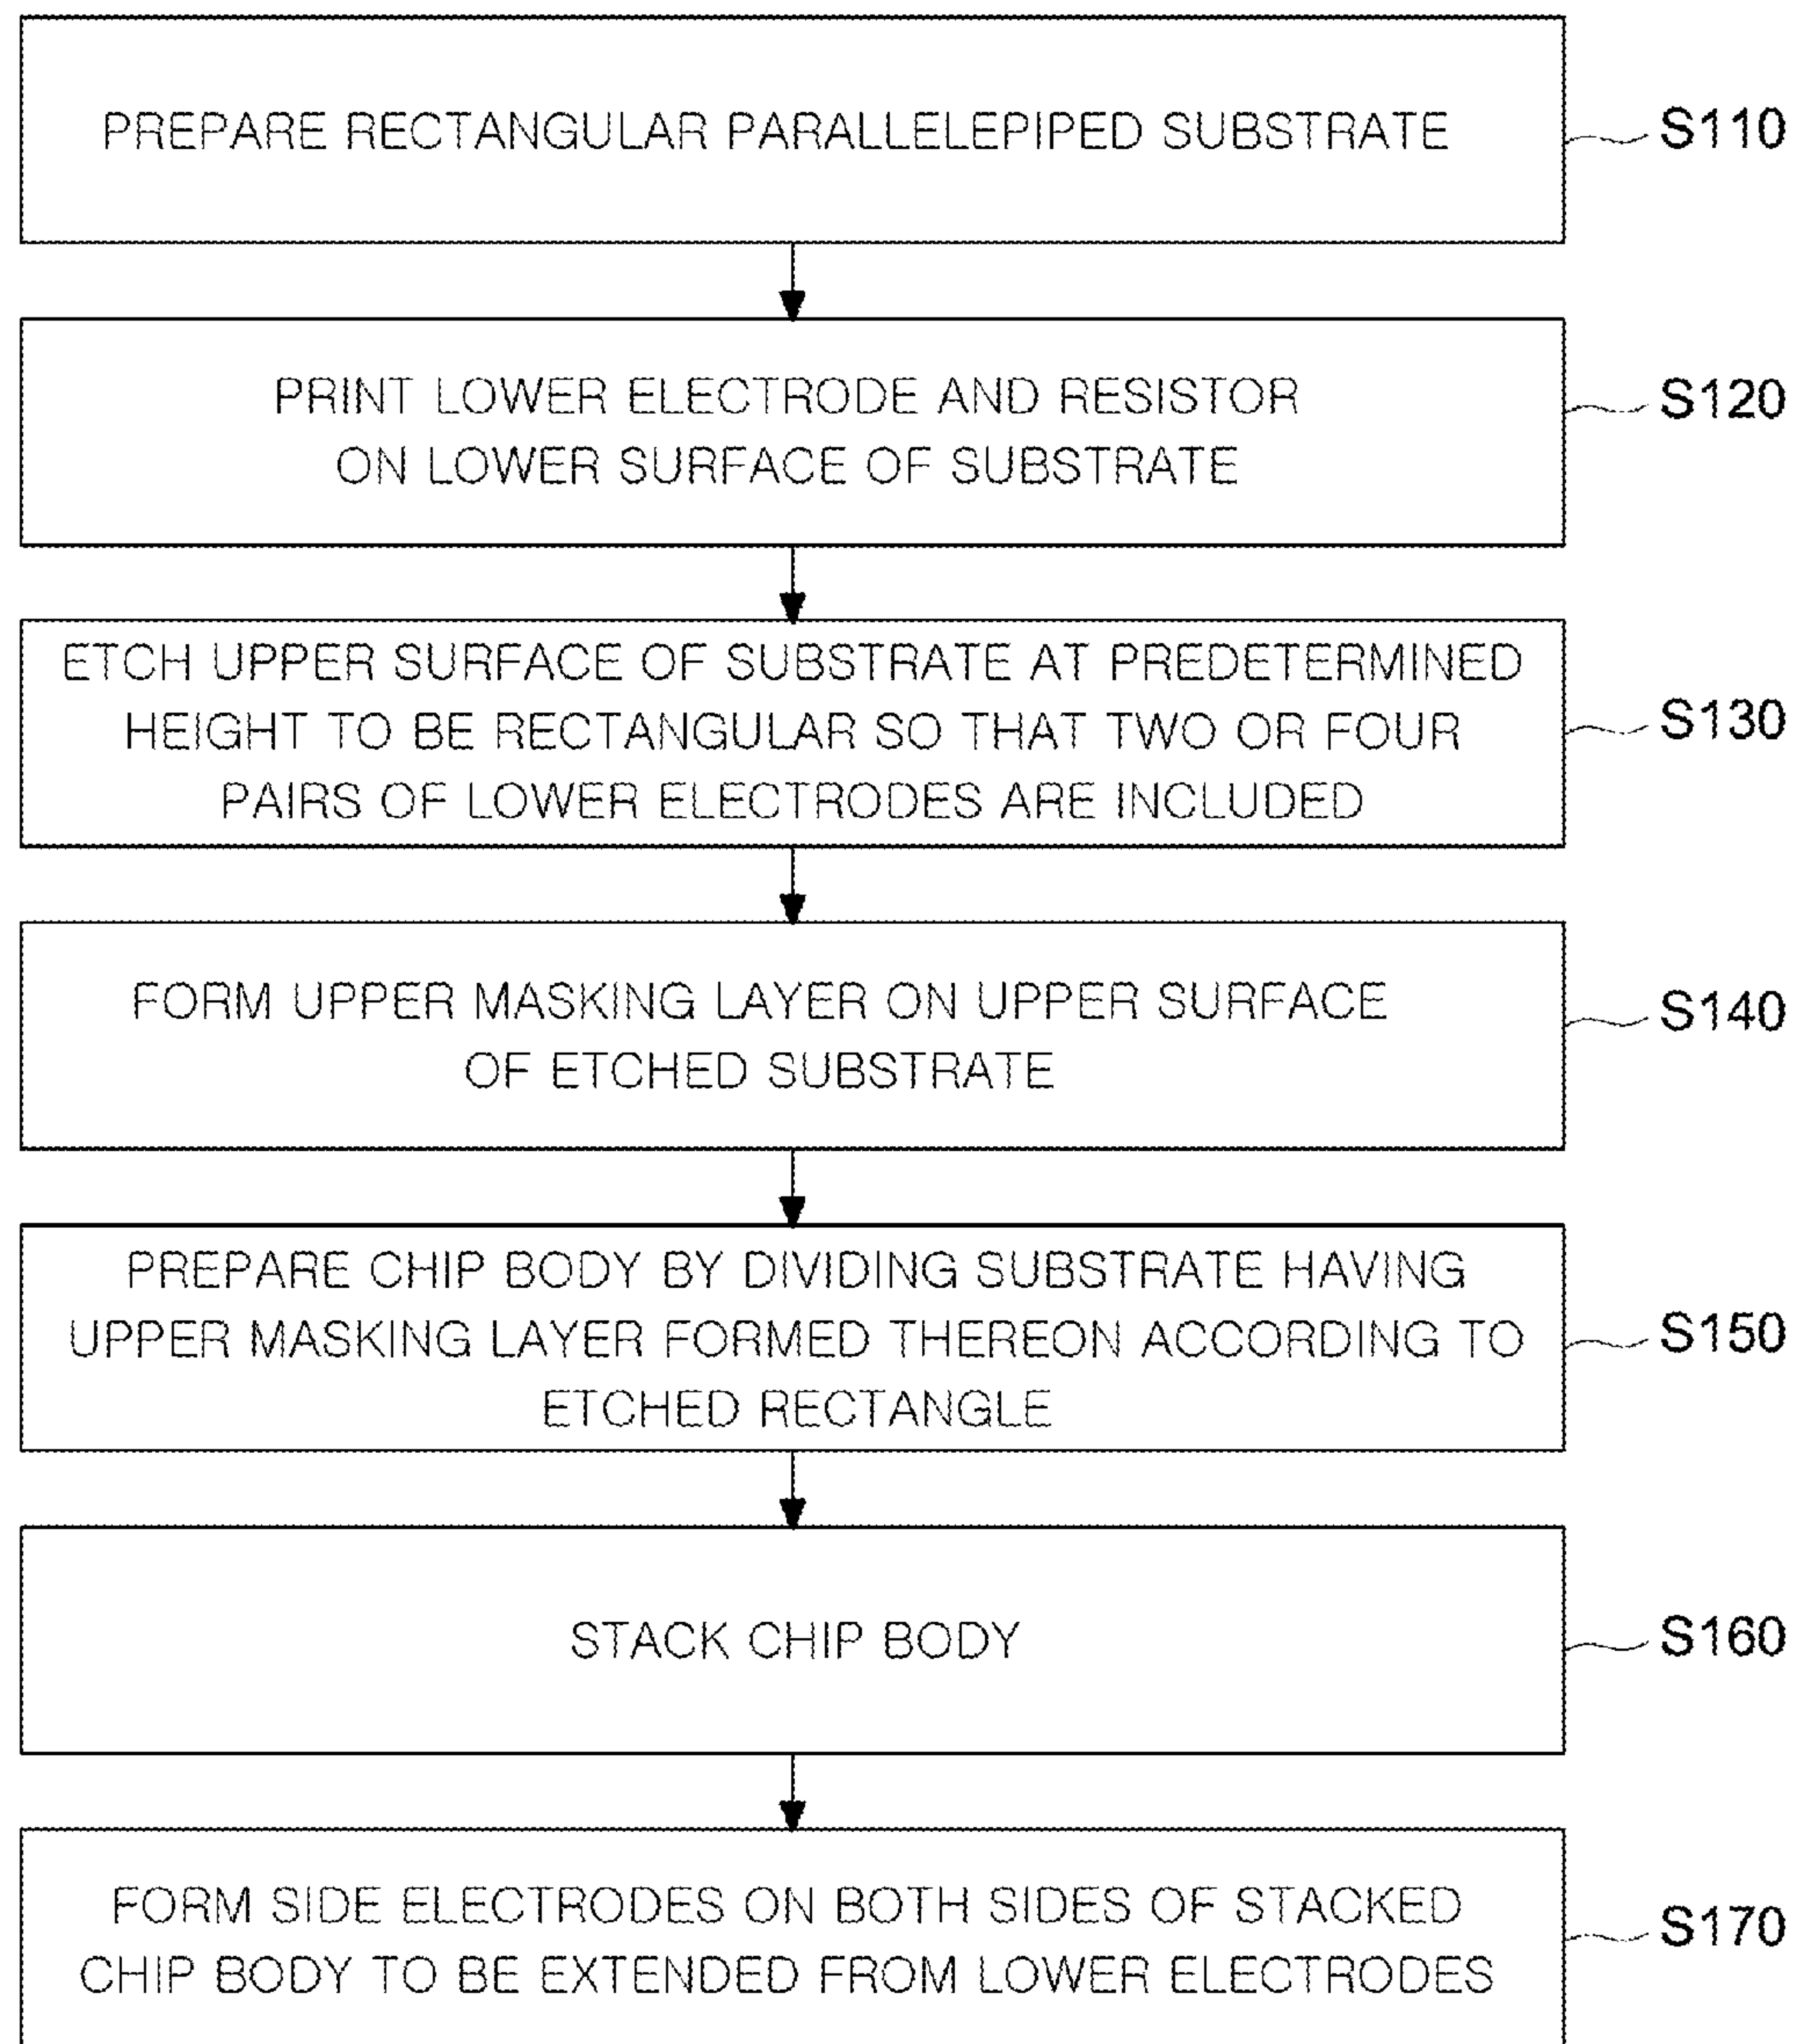 PREPARE RECTANGULAR PARALLELEPIPED SUBSTRATE
S110
PRINT LOWER ELECTRODE AND RESISTOR
ON LOWER SURFACE OF SUBSTRATE
S120
ETCH UPPER SURFACE OF SUBSTRATE AT PREDETERMINED
HEIGHT TO BE RECTANGULAR SO THAT TWO OR FOUR
PAIRS OF LOWER ELECTRODES ARE INCLUDED
S130
FORM UPPER MASKING LAYER ON UPPER SURFACE
OF ETCHED SUBSTRATE
S140
PREPARE CHIP BODY BY DIVIDING SUBSTRATE HAVING
UPPER MASKING LAYER FORMED THEREON ACCORDING TO
ETCHED RECTANGLE
S150
STACK CHIP BODY
S160
FORM SIDE ELECTRODES ON BOTH SIDES OF STACKED
CHIP BODY TO BE EXTENDED FROM LOWER ELECTRODES
S170